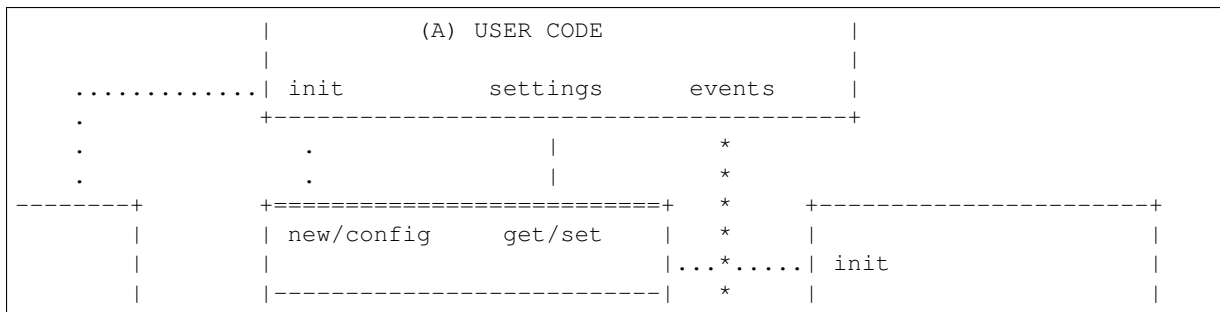 (A) USER CODE
init settings events
new/config get/set
init